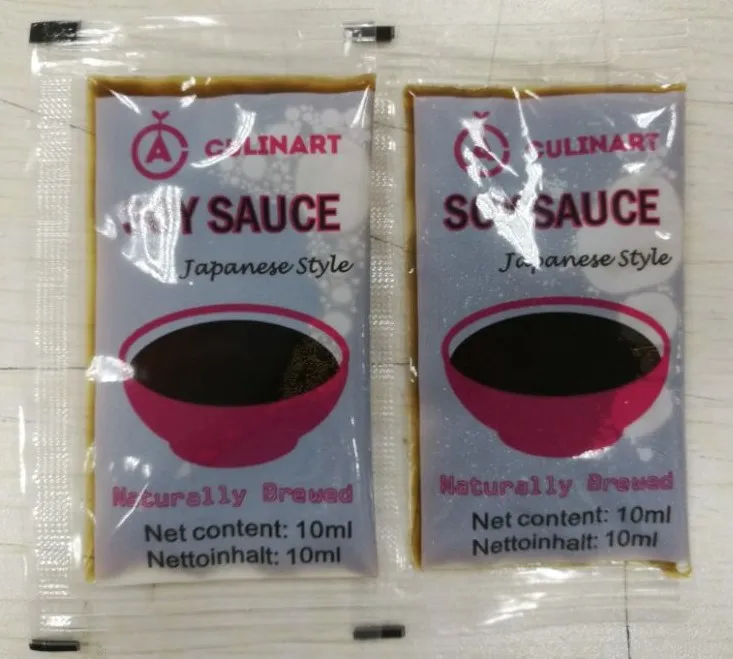 CULINART
SOY SAUCE
Japanese Style
Naturally Brewed
Net content: 10ml
Nettoinhalt: 10ml
CULINART
SOY SAUCE
Japanese Style
Naturally Brewed
Net content: 10ml
Nettoinhalt: 10ml